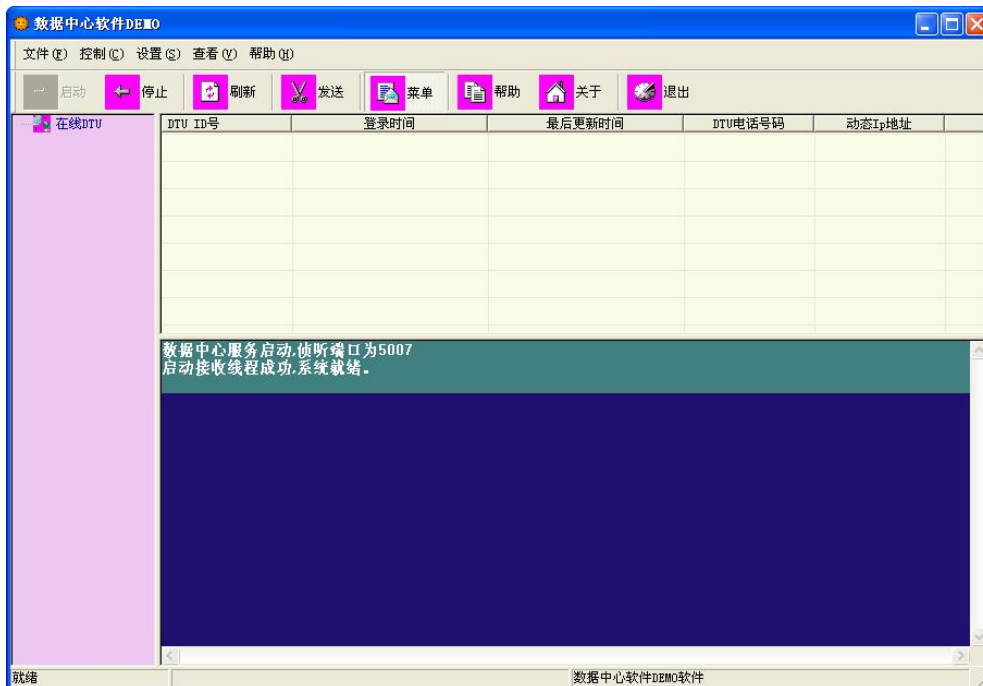 数据中心软件DEMO
文件(F) 控制(C) 设置(S) 查看(V) 帮助(H)
启动 停止 刷新 发送 菜单 帮助 关于 退出
在线DTU DTU ID号 登录时间 最后更新时间 DTU电话号码 动态Ip地址
数据中心服务启动,侦听端口为5007
启动接收线程成功,系统就绪。
就绪 数据中心软件DEMO软件